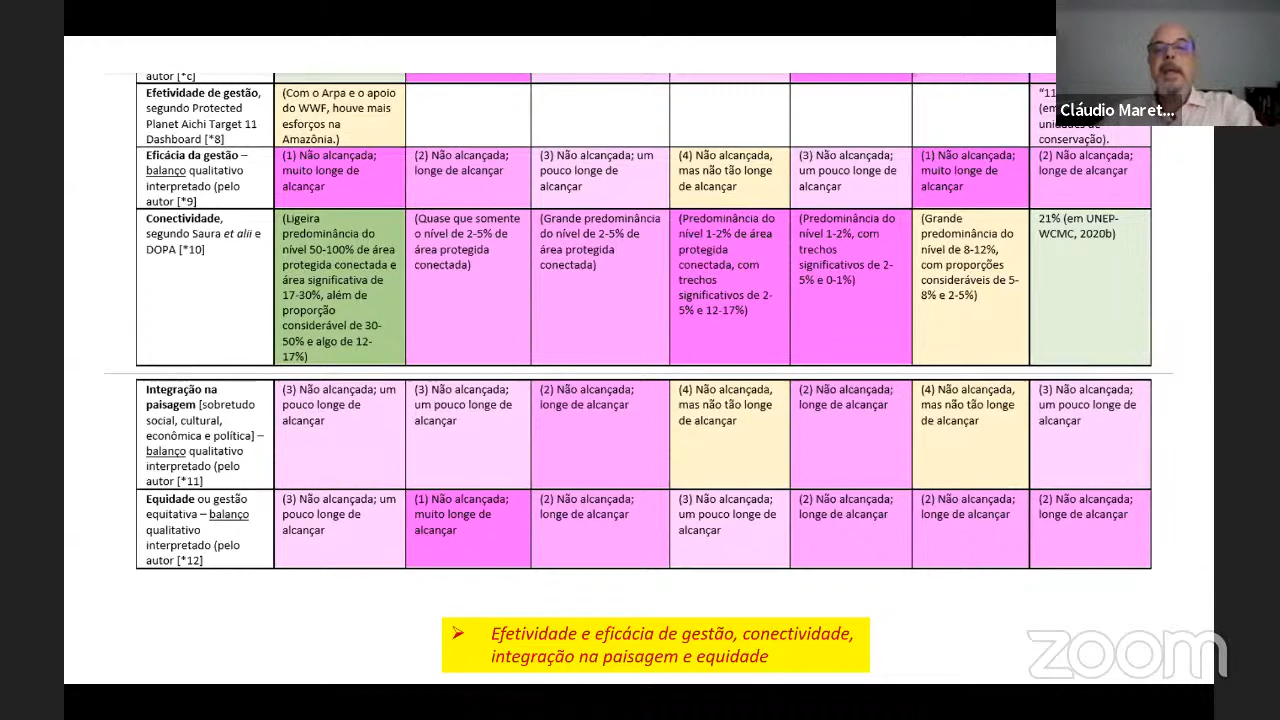 autor [*c]
Efetividade de gestão,
segundo Protected
Planet Aichi Target 11
Dashboard [*8]
(Com o Arpa e o apoio
do WWF, houve mais
esforços na
Amazônia.)
“11
(em
unidades de
conservação).
Eficácia da gestão –
balanço qualitativo
interpretado (pelo
autor [*9]
(1) Não alcançada;
muito longe de
alcançar
(2) Não alcançada;
longe de alcançar
(3) Não alcançada; um
pouco longe de
alcançar
(4) Não alcançada,
mas não tão longe
de alcançar
(3) Não alcançada;
um pouco longe de
alcançar
(1) Não alcançada;
muito longe de
alcançar
(2) Não alcançada;
longe de alcançar
Conectividade,
segundo Saura et alii e
DOPA [*10]
(Ligeira
predominância do
nível 50-100% de área
protegida conectada e
área significativa de
17-30%, além de
proporção
considerável de 30-
50% e algo de 12-
17%)
(Quase que somente
o nível de 2-5% de
área protegida
conectada)
(Grande predominância
do nível de 2-5% de
área protegida
conectada)
(Predominância do
nível 1-2% de área
protegida
conectada, com
trechos
significativos de 2-
5% e 12-17%)
(Predominância do
nível 1-2%, com
trechos
significativos de 2-
5% e 0-1%)
(Grande
predominância do
nível de 8-12%,
com proporções
consideráveis de 5-
8% e 2-5%)
21% (em UNEP-
WCMC, 2020b)
Integração na
paisagem [sobretudo
social, cultural,
econômica e política] –
balanço qualitativo
interpretado (pelo
autor [*11]
(3) Não alcançada; um
pouco longe de
alcançar
(3) Não alcançada;
um pouco longe de
alcançar
(2) Não alcançada;
longe de alcançar
(4) Não alcançada,
mas não tão longe
de alcançar
(2) Não alcançada;
longe de alcançar
(4) Não alcançada,
mas não tão longe
de alcançar
(3) Não alcançada;
um pouco longe de
alcançar
Equidade ou gestão
equitativa – balanço
qualitativo
interpretado (pelo
autor [*12]
(3) Não alcançada; um
pouco longe de
alcançar
(1) Não alcançada;
muito longe de
alcançar
(2) Não alcançada;
longe de alcançar
(3) Não alcançada;
um pouco longe de
alcançar
(2) Não alcançada;
longe de alcançar
(2) Não alcançada;
longe de alcançar
(2) Não alcançada;
longe de alcançar
➢ Efetividade e eficácia de gestão, conectividade,
integração na paisagem e equidade
Cláudio Maret...
zoom